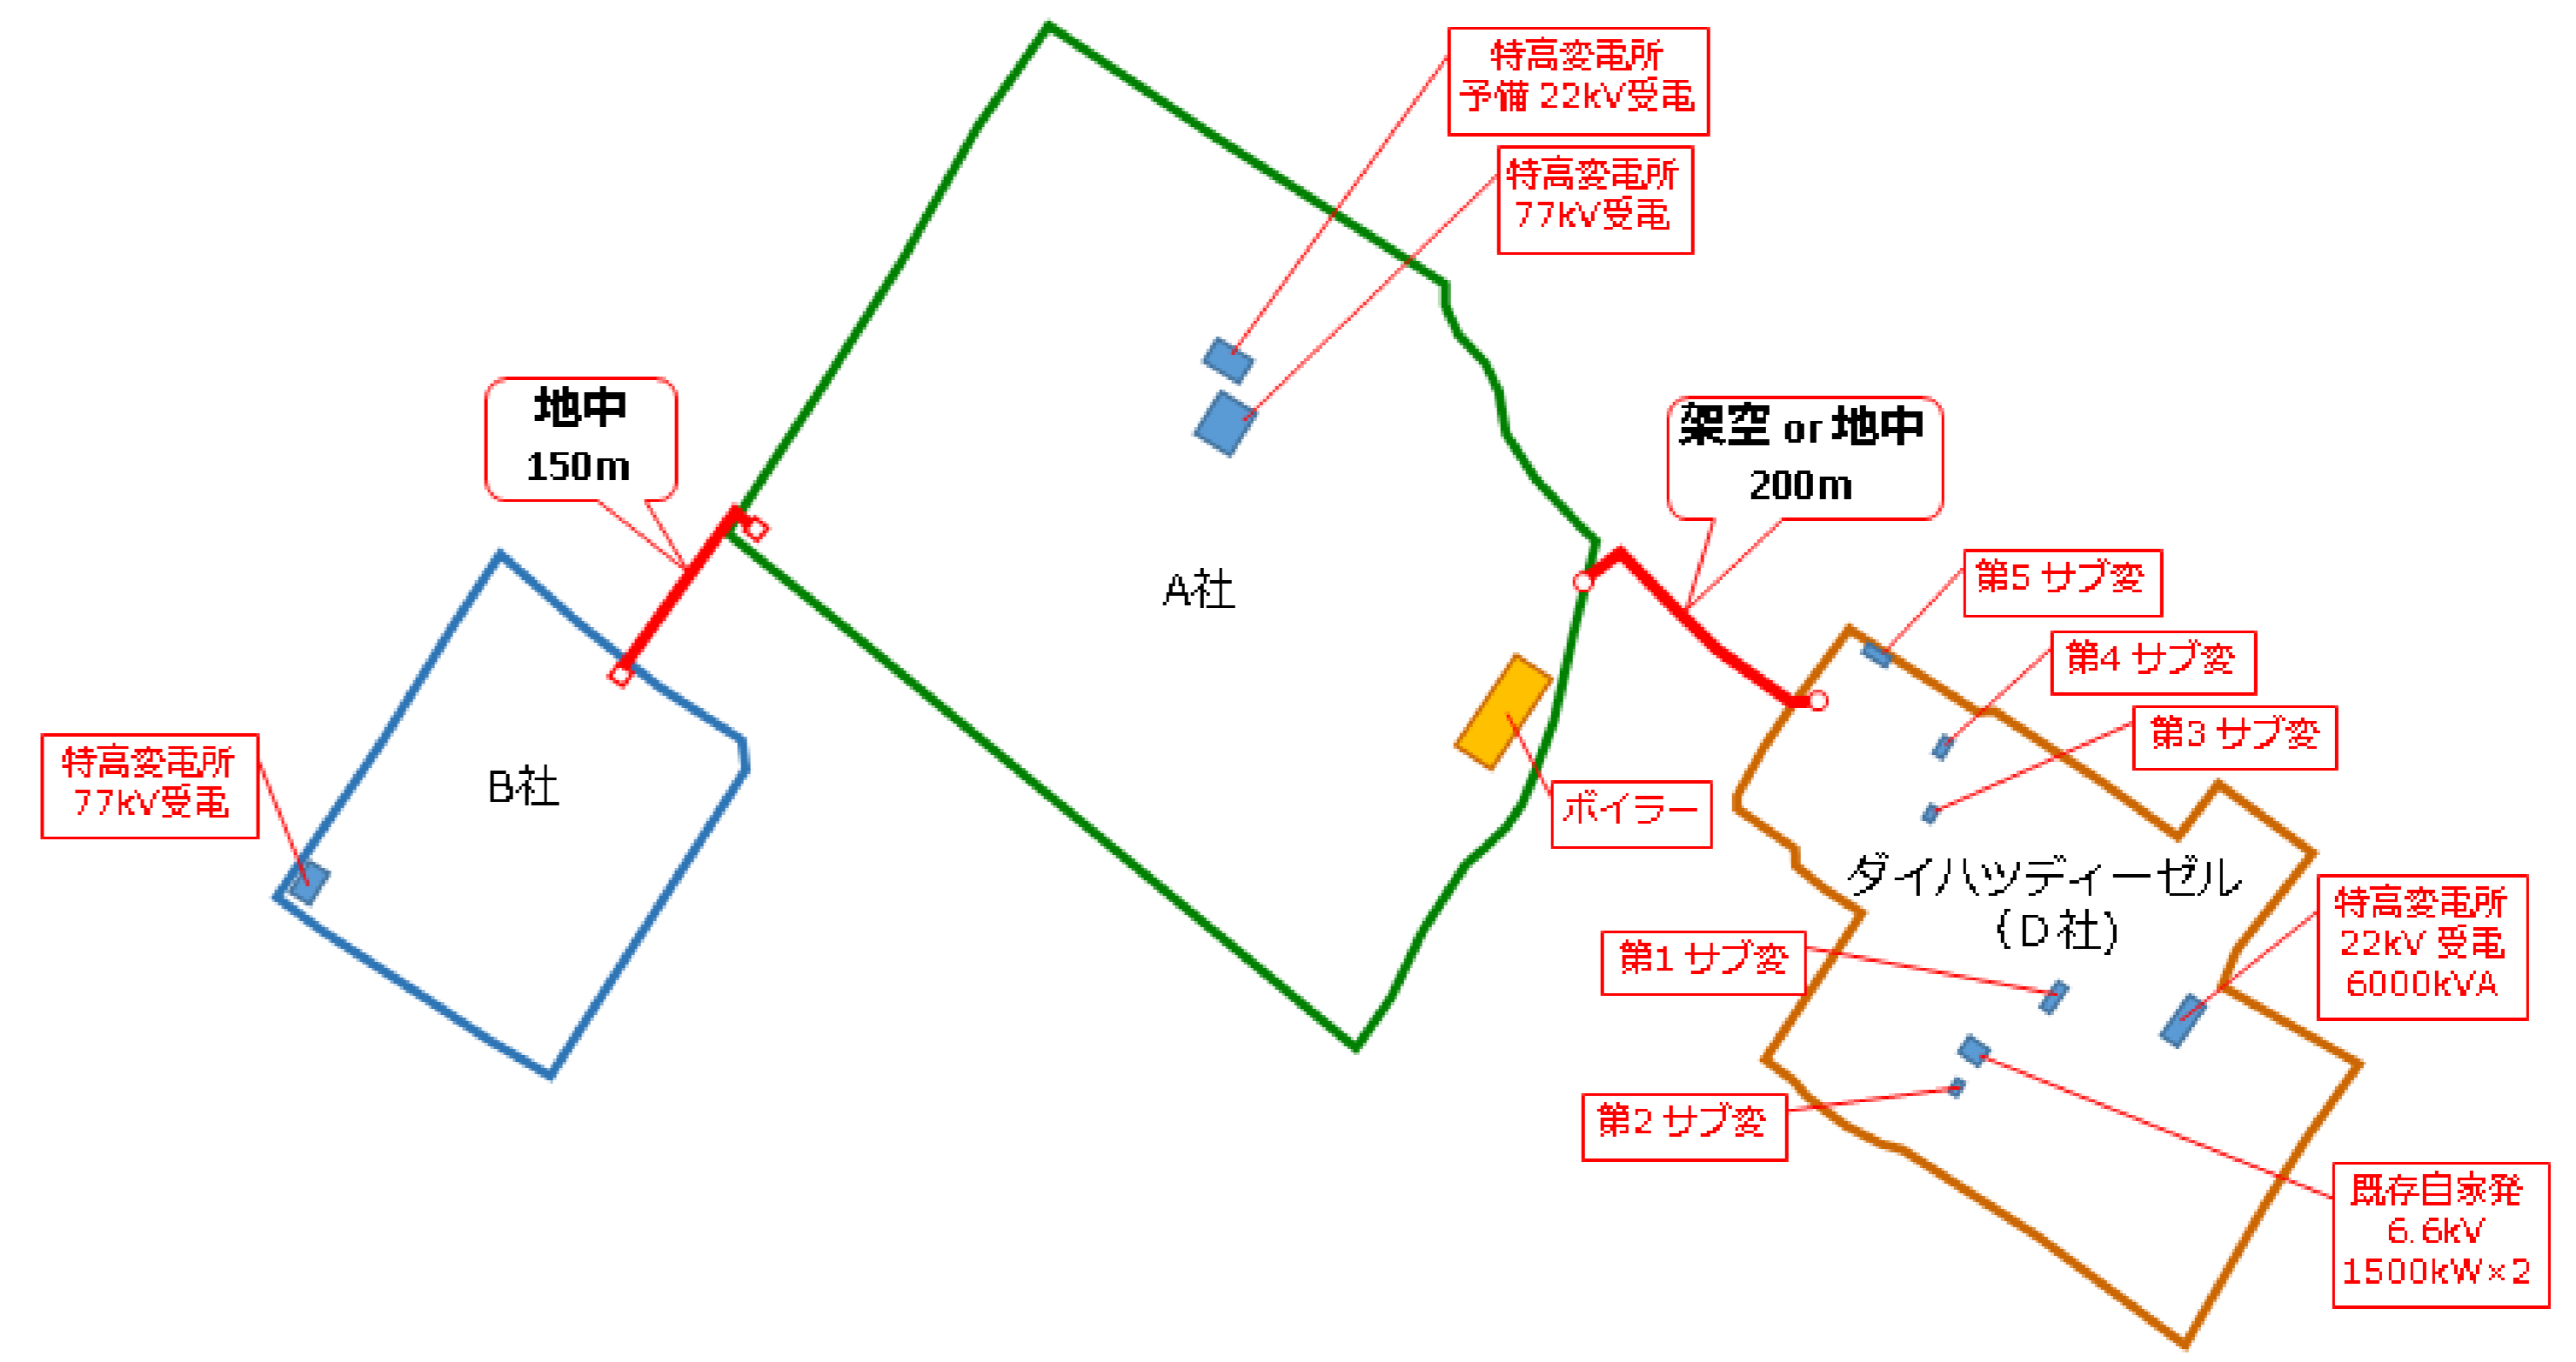 特高変電所
予備 22kV受電
特高変電所
77kV受電
地中
150m
架空 or 地中
200m
第5 サブ変
A社
第4 サブ変
第3 サブ変
特高変電所
77kV受電
B社
ボイラー
ダイハツディーゼル
(D社)
特高変電所
22kV 受電
6000kVA
第1 サブ変
第2 サブ変
既存自家発
6.6kV
1500kW×2